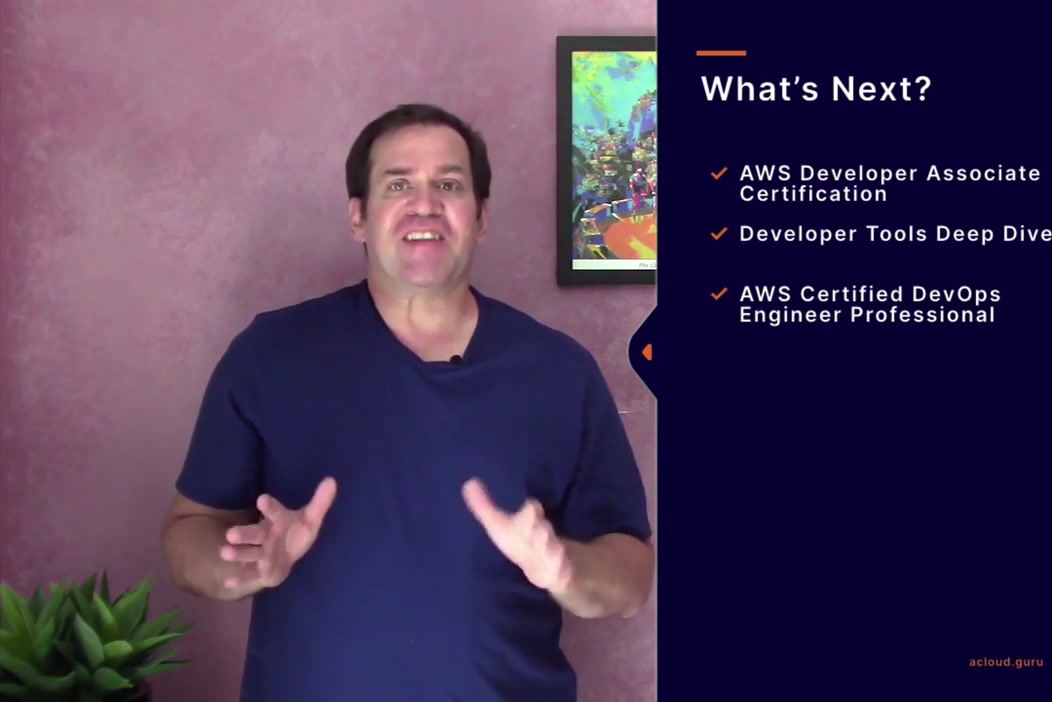 What's Next?
AWS Developer Associate
Certification
Developer Tools Deep Dive
AWS Certified DevOps
Engineer Professional
acloud.guru